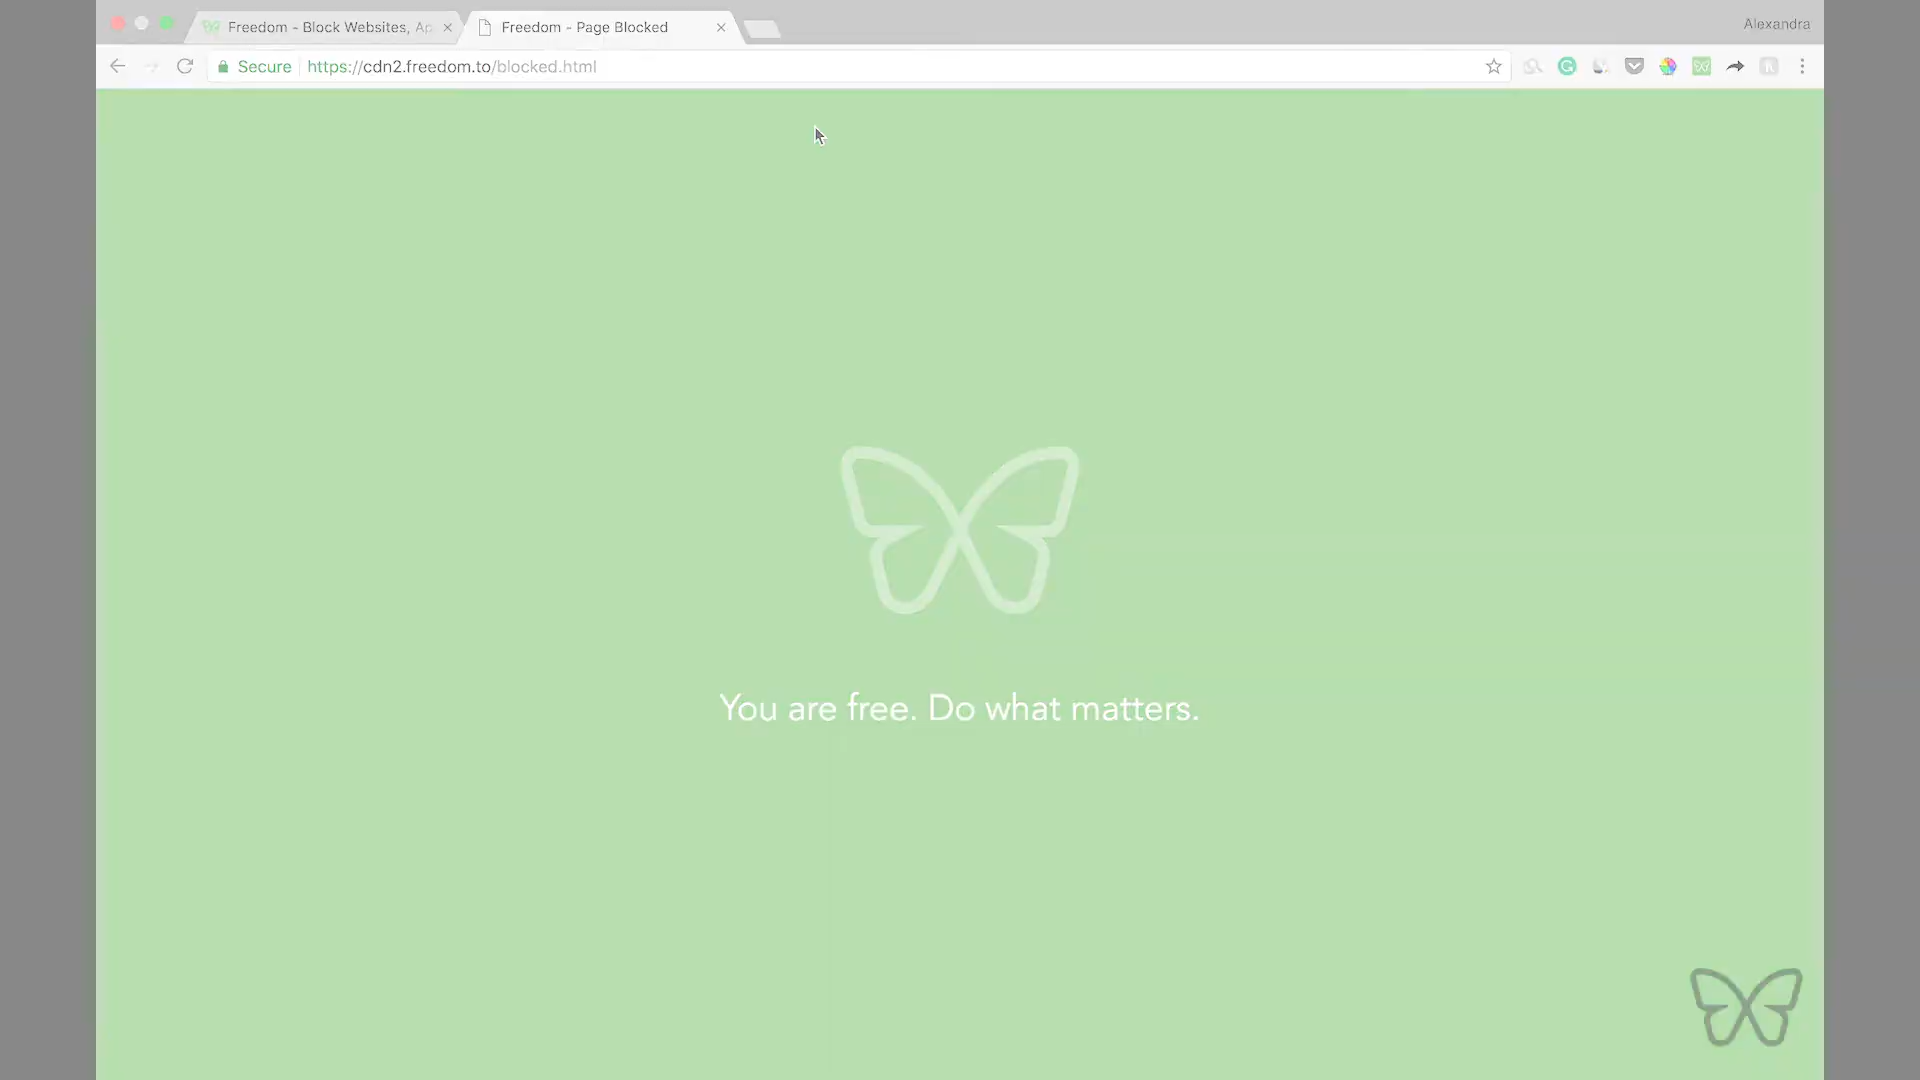 Freedom - Block Websites, Ap
Freedom - Page Blocked
Alexandra
Secure
https://cdn2.freedom.to/blocked.html
You are free. Do what matters.